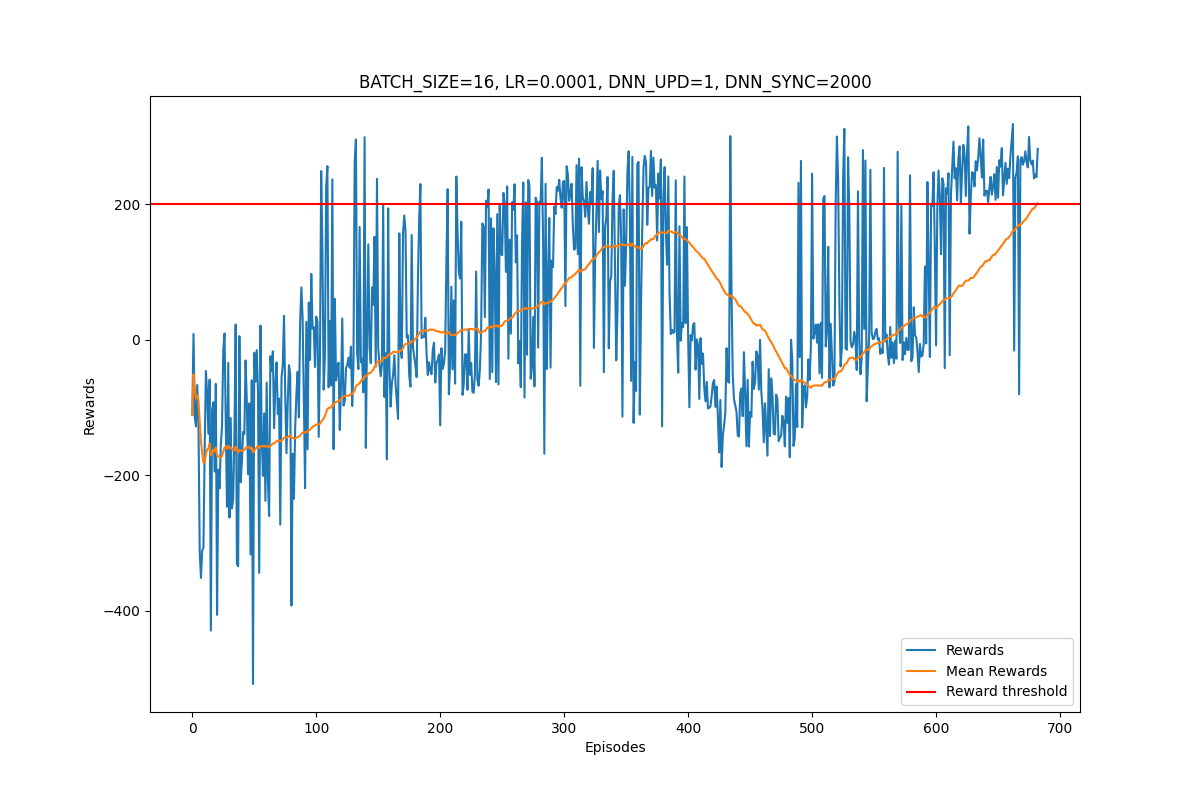 BATCH_SIZE=16, LR=0.0001, DNN_UPD=1, DNN_SYNC=2000
200
0
−200
−400
Rewards
0 100 200 300 400 500 600 700
Episodes
Rewards
Mean Rewards
Reward threshold